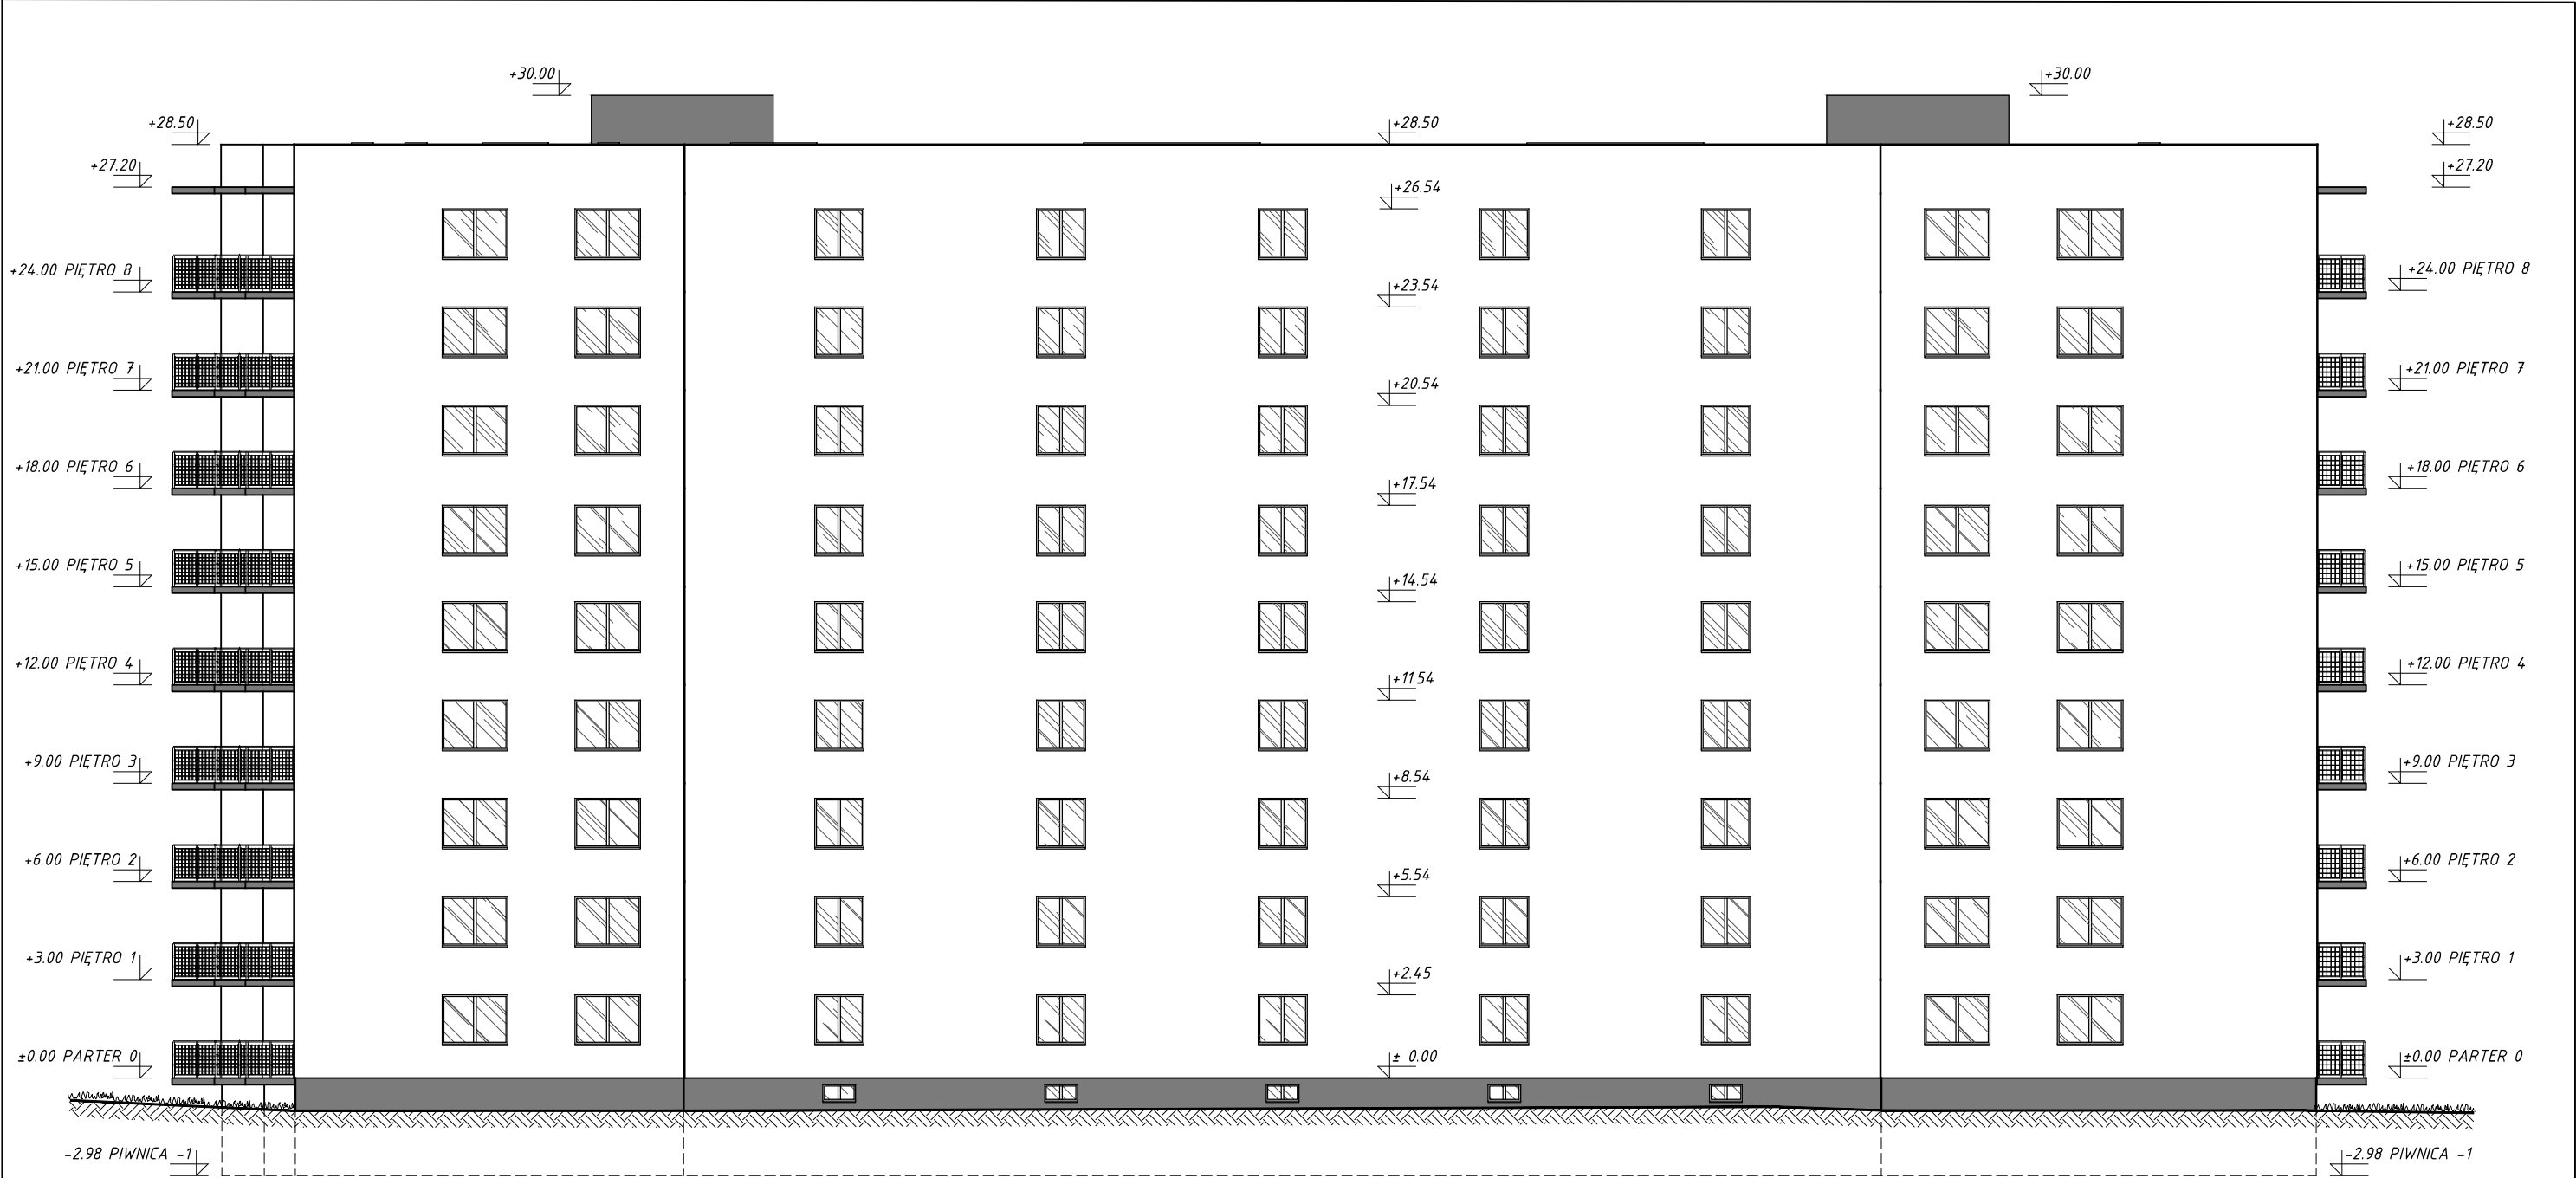 +30.00
+30.00
+28.50
+28.50
+28.50
+27.20
+27.20
+26.54
+24.00 PIĘTRO 8
+24.00 PIĘTRO 8
+23.54
+21.00 PIĘTRO 7
+21.00 PIĘTRO 7
+20.54
+18.00 PIĘTRO 6
+18.00 PIĘTRO 6
+17.54
+15.00 PIĘTRO 5
+15.00 PIĘTRO 5
+14.54
+12.00 PIĘTRO 4
+12.00 PIĘTRO 4
+11.54
+9.00 PIĘTRO 3
+9.00 PIĘTRO 3
+8.54
+6.00 PIĘTRO 2
+6.00 PIĘTRO 2
+5.54
+3.00 PIĘTRO 1
+3.00 PIĘTRO 1
+2.45
±0.00 PARTER 0
± 0.00
±0.00 PARTER 0
-2.98 PIWNICA -1
-2.98 PIWNICA -1